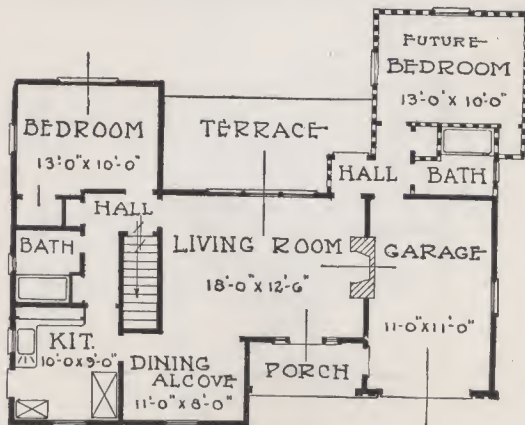 FUTURE
BEDROOM
13'-0" X 10'-0"
BEDROOM
13'-0" X 10'-0"
TERRACE
HALL
BATH
HALL
BATH
LIVING ROOM
18'-0" X 12'-6"
GARAGE
11'-0" X 11'-0"
KIT.
10'-0 X 9'-0"
DINING
ALCOVE
11'-0" X 8'-0"
PORCH